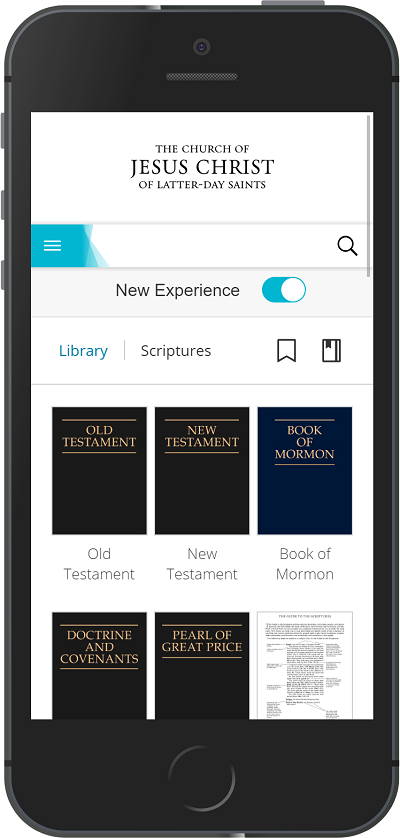 THE CHURCH OF
JESUS CHRIST
OF LATTER-DAY SAINTS
New Experience
Library
Scriptures
OLD
TESTAMENT
NEW
TESTAMENT
BOOK
OF
MORMON
Old
Testament
New
Testament
Book of
Mormon
DOCTRINE
AND
COVENANTS
PEARL OF
GREAT PRICE
THE GUIDE TO THE SCRIPTURES